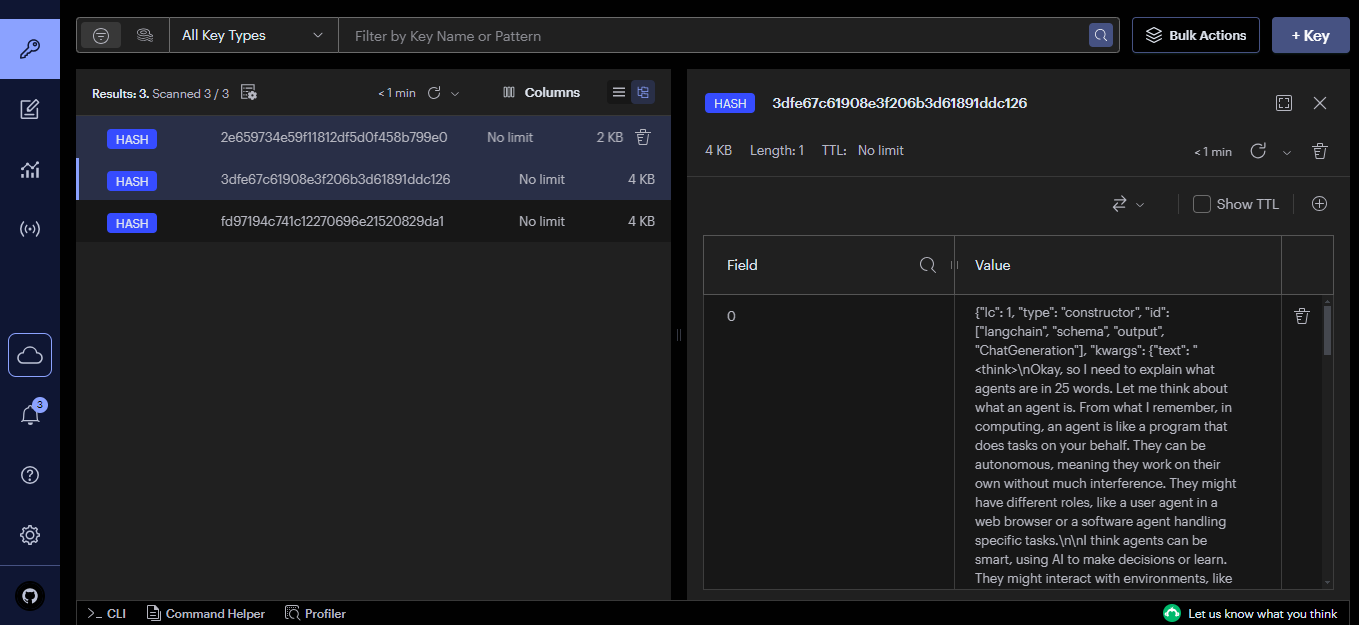 All Key Types
Filter by Key Name or Pattern
Bulk Actions
+ Key
Results: 3. Scanned 3 / 3
< 1 min
Columns
HASH 2e659734e59f11812df5d0f458b799e0 No limit 2 KB
HASH 3dfe67c61908e3f206b3d61891ddc126 No limit 4 KB
HASH fd97194c741c12270696e21520829da1 No limit 4 KB
HASH 3dfe67c61908e3f206b3d61891ddc126
4 KB Length: 1 TTL: No limit
< 1 min
Show TTL
Field Value
0
{"lc": 1, "type": "constructor", "id":
["langchain", "schema", "output",
"ChatGeneration"], "kwargs": {"text": "
<think>\nOkay, so I need to explain what
agents are in 25 words. Let me think about
what an agent is. From what I remember, in
computing, an agent is like a program that
does tasks on your behalf. They can be
autonomous, meaning they work on their
own without much interference. They might
have different roles, like a user agent in a
web browser or a software agent handling
specific tasks.\n\nI think agents can be
smart, using AI to make decisions or learn.
They might interact with environments, like
3
>_ CLI
Command Helper
Profiler
Let us know what you think